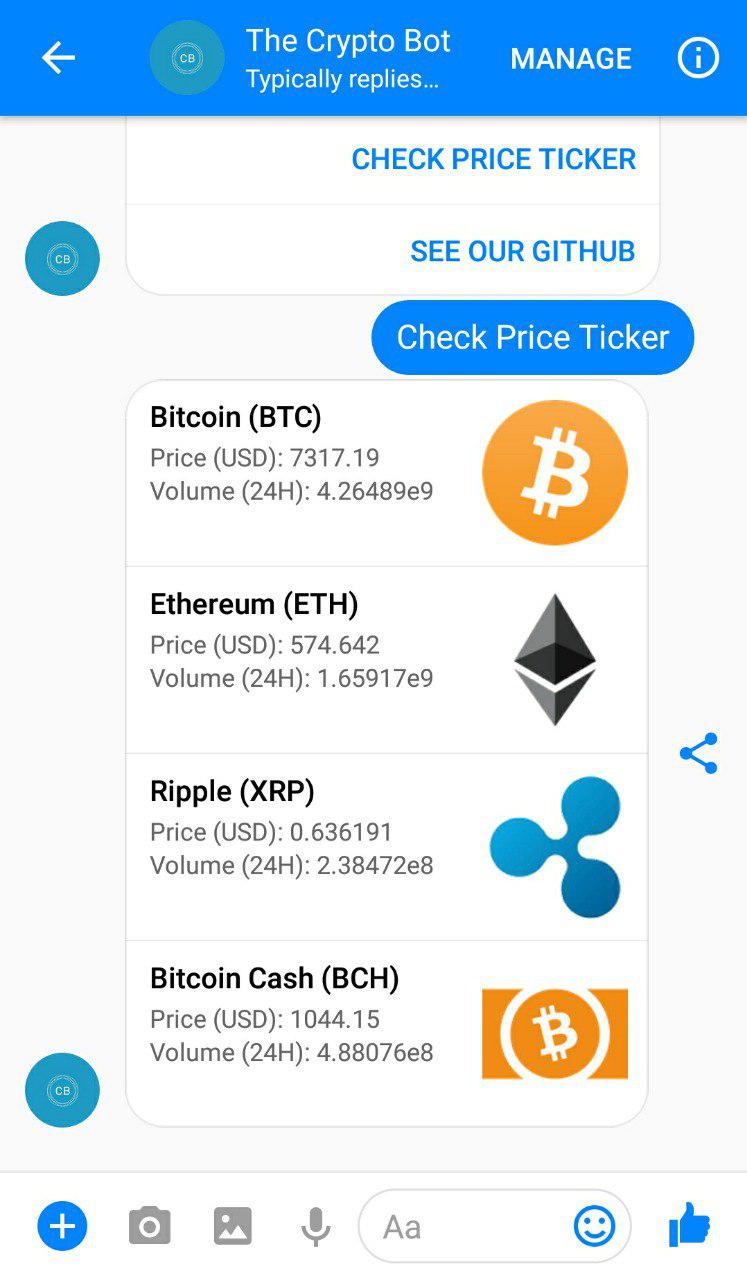 The Crypto Bot
Typically replies…
MANAGE
CHECK PRICE TICKER
SEE OUR GITHUB
CB
Check Price Ticker
Bitcoin (BTC)
Price (USD): 7317.19
Volume (24H): 4.26489e9
Ethereum (ETH)
Price (USD): 574.642
Volume (24H): 1.65917e9
Ripple (XRP)
Price (USD): 0.636191
Volume (24H): 2.38472e8
Bitcoin Cash (BCH)
Price (USD): 1044.15
Volume (24H): 4.88076e8
CB
Aa